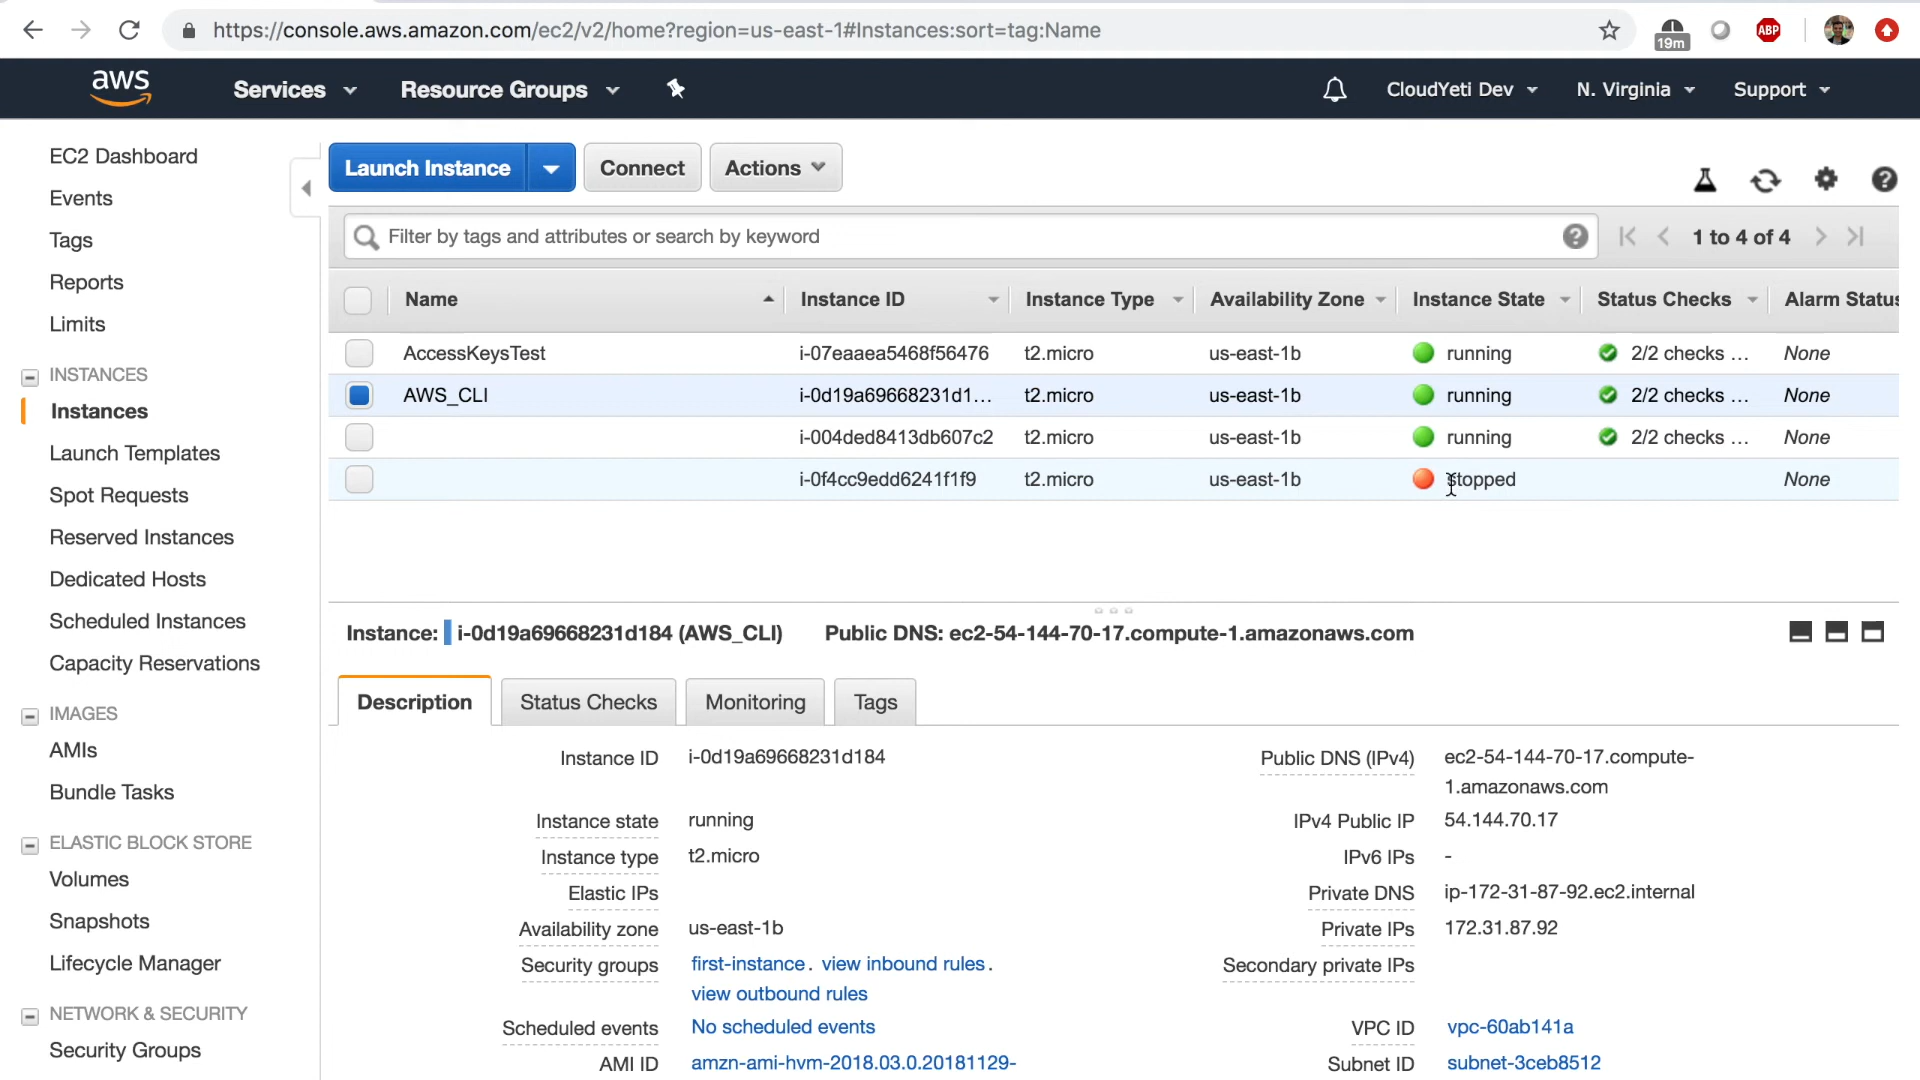 https://console.aws.amazon.com/ec2/v2/home?region=us-east-1#Instances:sort=tag:Name
19m
ABP
aws
Services
Resource Groups
CloudYeti Dev
N. Virginia
Support
EC2 Dashboard
Events
Tags
Reports
Limits
INSTANCES
Instances
Launch Templates
Spot Requests
Reserved Instances
Dedicated Hosts
Scheduled Instances
Capacity Reservations
IMAGES
AMIs
Bundle Tasks
ELASTIC BLOCK STORE
Volumes
Snapshots
Lifecycle Manager
NETWORK & SECURITY
Security Groups
Launch Instance
Connect
Actions
Filter by tags and attributes or search by keyword
1 to 4 of 4
Name Instance ID Instance Type Availability Zone Instance State Status Checks Alarm Status
AccessKeysTest i-07eaaea5468f56476 t2.micro us-east-1b running 2/2 checks ... None
AWS_CLI i-0d19a69668231d1... t2.micro us-east-1b running 2/2 checks ... None
i-004ded8413db607c2 t2.micro us-east-1b running 2/2 checks ... None
i-0f4cc9edd6241f1f9 t2.micro us-east-1b stopped None
Instance: i-0d19a69668231d184 (AWS_CLI) Public DNS: ec2-54-144-70-17.compute-1.amazonaws.com
Description Status Checks Monitoring Tags
Instance ID i-0d19a69668231d184
Instance state running
Instance type t2.micro
Elastic IPs
Availability zone us-east-1b
Security groups first-instance. view inbound rules.
view outbound rules
Scheduled events No scheduled events
AMI ID amzn-ami-hvm-2018.03.0.20181129-
Public DNS (IPv4) ec2-54-144-70-17.compute-
1.amazonaws.com
IPv4 Public IP 54.144.70.17
IPv6 IPs -
Private DNS ip-172-31-87-92.ec2.internal
Private IPs 172.31.87.92
Secondary private IPs
VPC ID vpc-60ab141a
Subnet ID subnet-3ceb8512